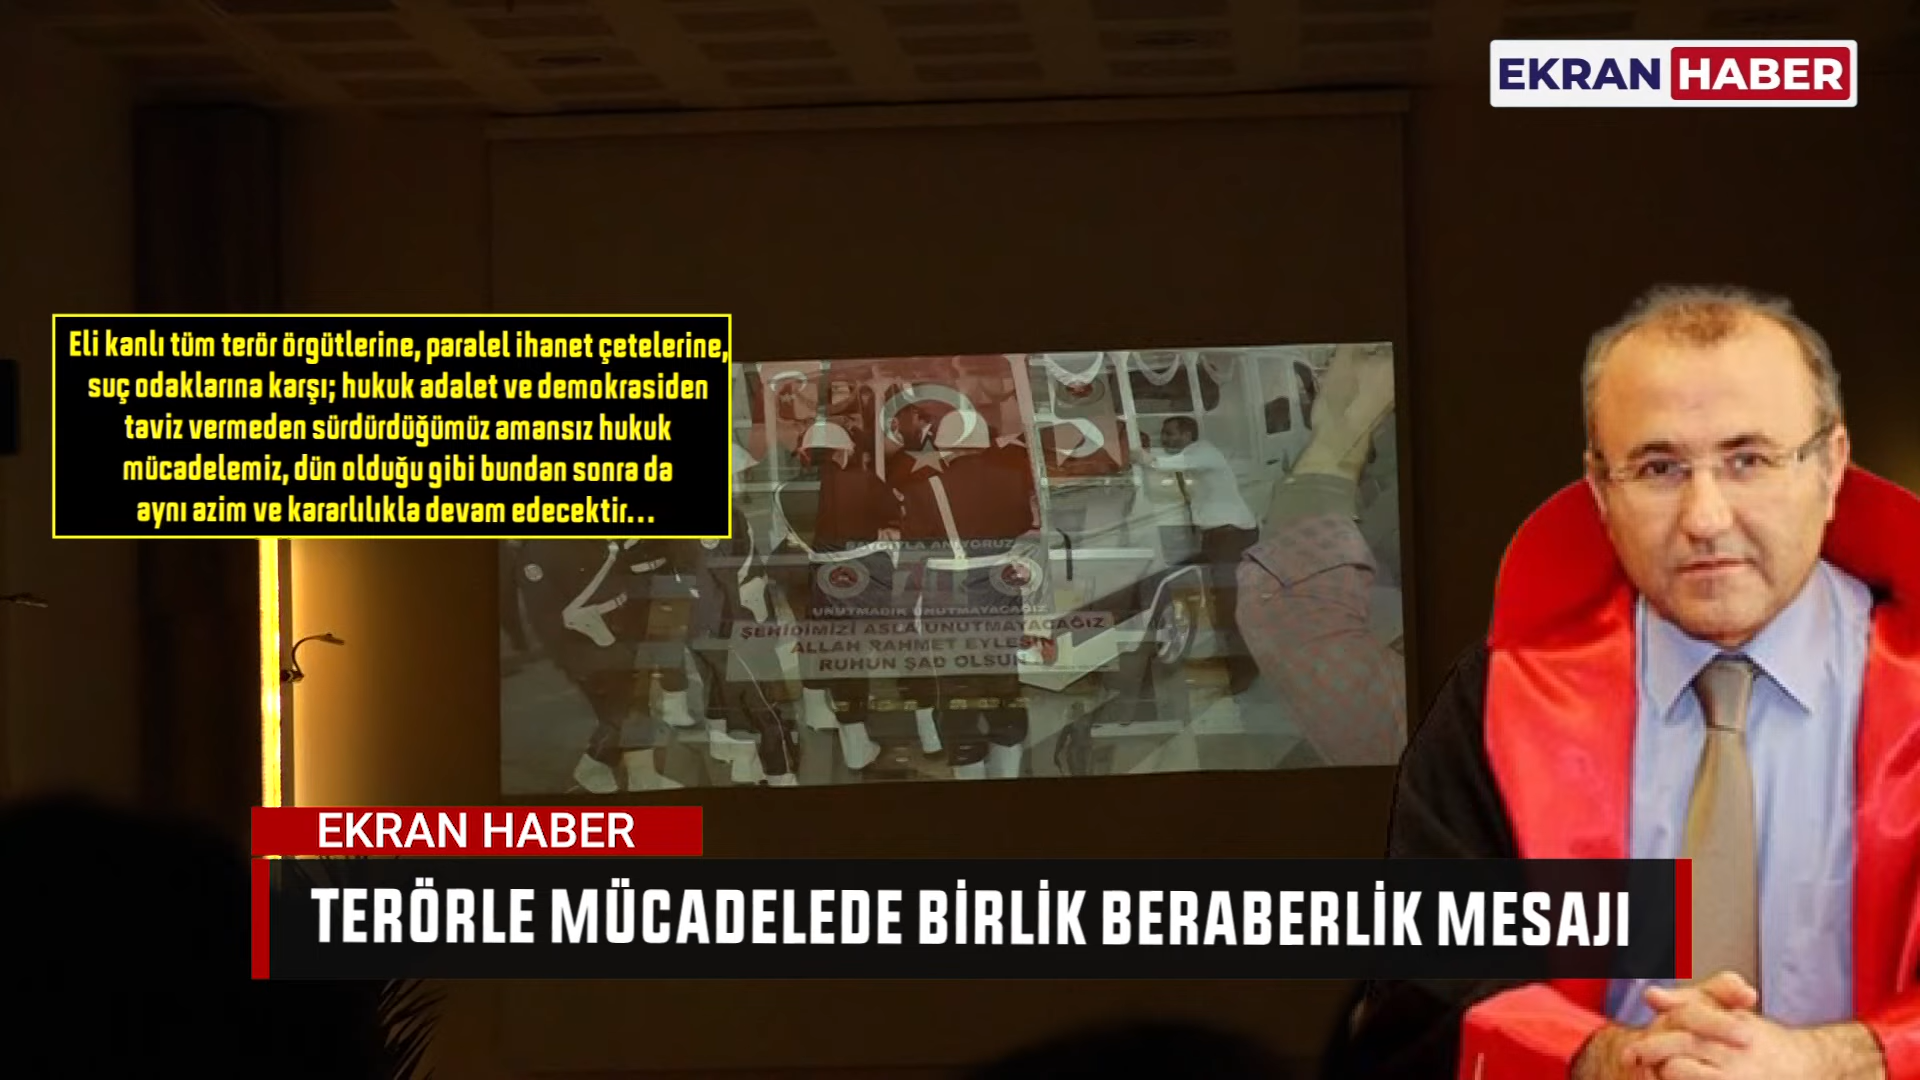 EKRAN HABER
Eli kanlı tüm terör örgütlerine, paralel ihanet çetelerine,
suç odaklarına karşı; hukuk adalet ve demokrasiden
taviz vermeden sürdürdüğümüz amansız hukuk
mücadelemiz, dün olduğu gibi bundan sonra da
aynı azim ve kararlılıkla devam edecektir...
SAYGIYLA ANIYORUZ
UNUTMADIK UNUTMAYACAĞIZ
ŞEHİDİMİZİ ASLA UNUTMAYACAĞIZ
ALLAH RAHMET EYLESİN
RUHUN ŞAD OLSUN
EKRAN HABER
TERÖRLE MÜCADELEDE BİRLİK BERABERLİK MESAJI